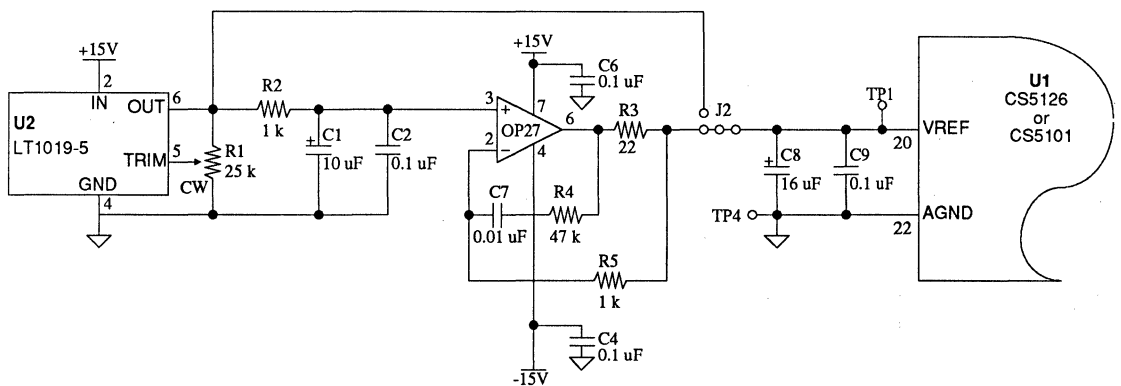 +15V
2
IN
OUT
6
U2
LT1019-5
TRIM
5
GND
4
CW
R1
25 k
R2
1 k
C1
+
10 uF
C2
0.1 uF
+15V
C6
0.1 uF
3
+
7
OP27
6
2
−
4
R3
22
C7
0.01 uF
R4
47 k
R5
1 k
C4
0.1 uF
-15V
J2
TP1
20
VREF
U1
CS5126
or
CS5101
C8
+
16 uF
C9
0.1 uF
TP4
22
AGND